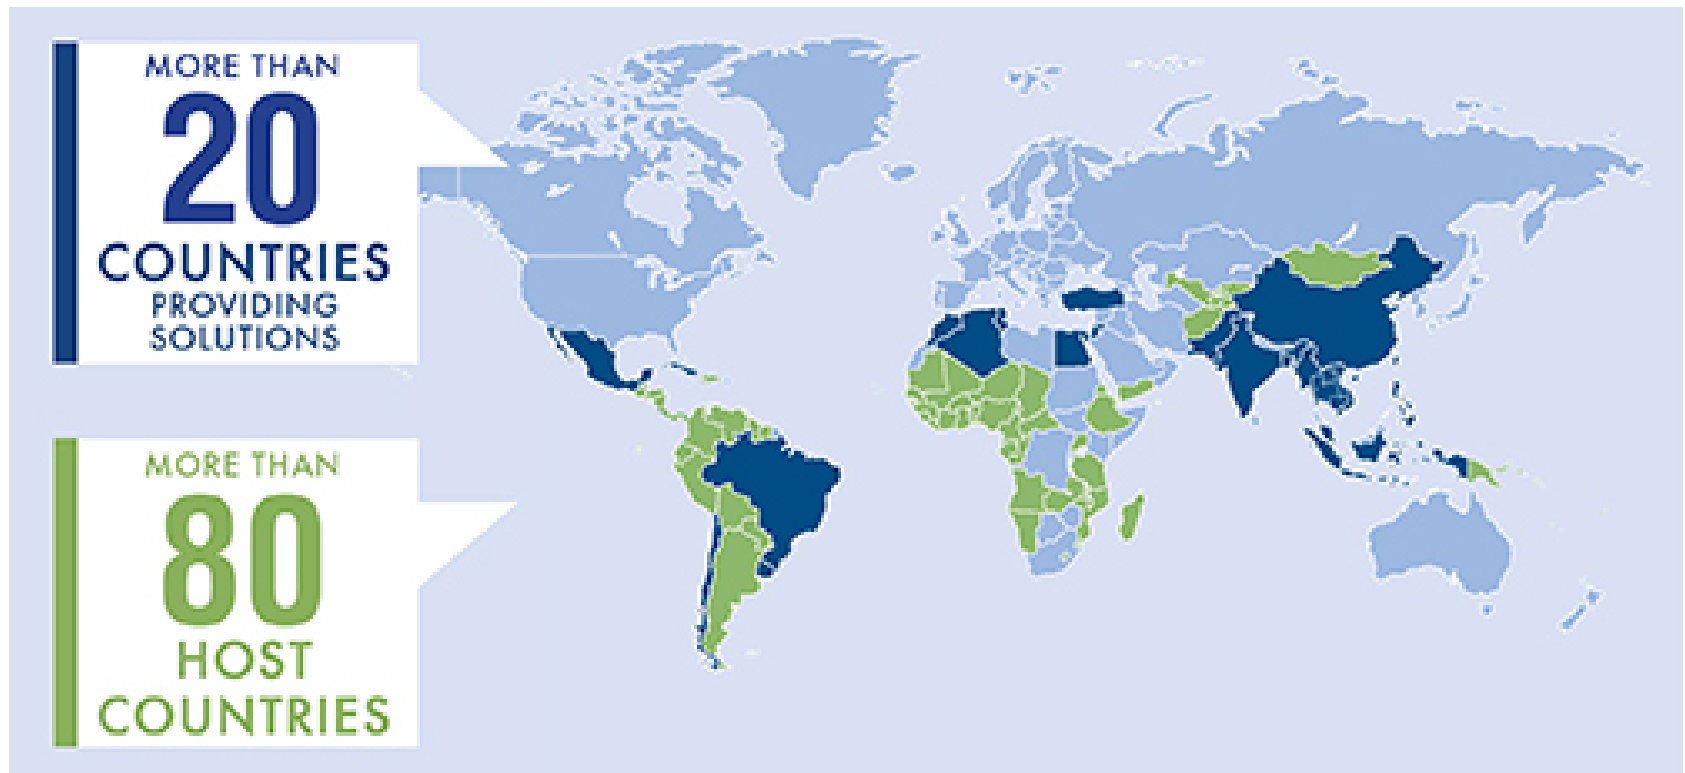 MORE THAN
20
COUNTRIES
PROVIDING
SOLUTIONS
MORE THAN
80
HOST
COUNTRIES